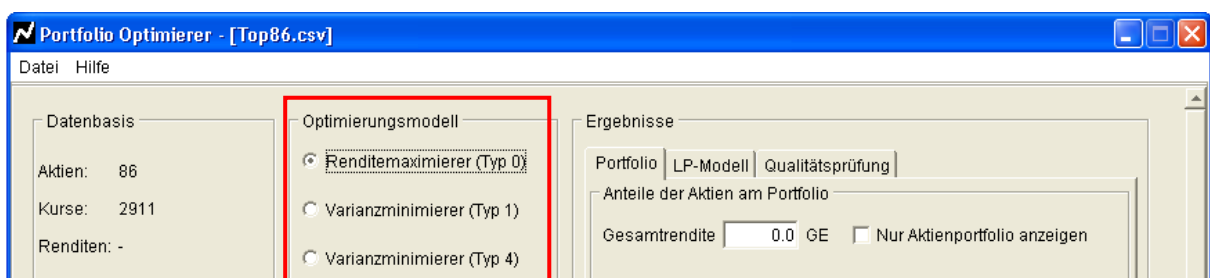 Portfolio Optimierer - [Top86.csv]
Datei Hilfe
Datenbasis
Aktien: 86
Kurse: 2911
Renditen: -
Optimierungsmodell
Renditemaximierer (Typ 0)
Varianzminimierer (Typ 1)
Varianzminimierer (Typ 4)
Ergebnisse
Portfolio LP-Modell Qualitätsprüfung
Anteile der Aktien am Portfolio
Gesamtrendite 0.0 GE Nur Aktienportfolio anzeigen